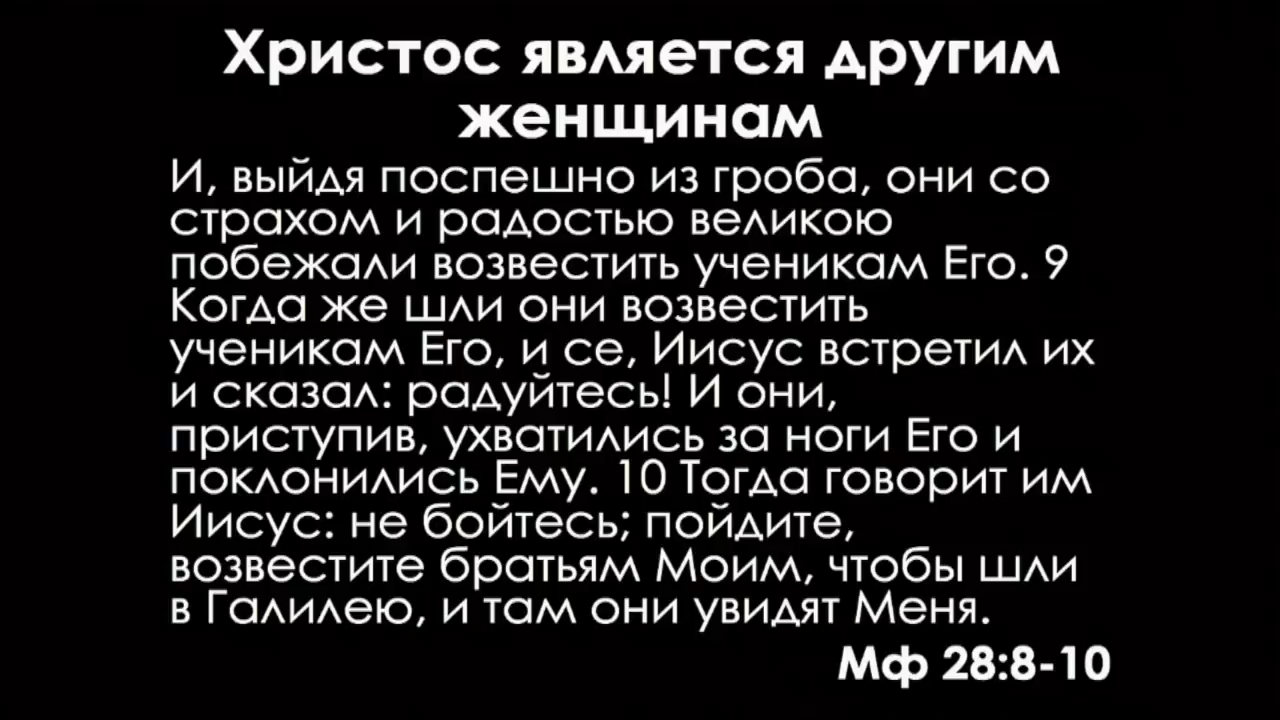 Христос является другим
женщинам
И, выйдя поспешно из гроба, они со
страхом и радостью великою
побежали возвестить ученикам Его. 9
Когда же шли они возвестить
ученикам Его, и се, Иисус встретил их
и сказал: радуйтесь! И они,
приступив, ухватились за ноги Его и
поклонились Ему. 10 Тогда говорит им
Иисус: не бойтесь; пойдите,
возвестите братьям Моим, чтобы шли
в Галилею, и там они увидят Меня.
Мф 28:8-10